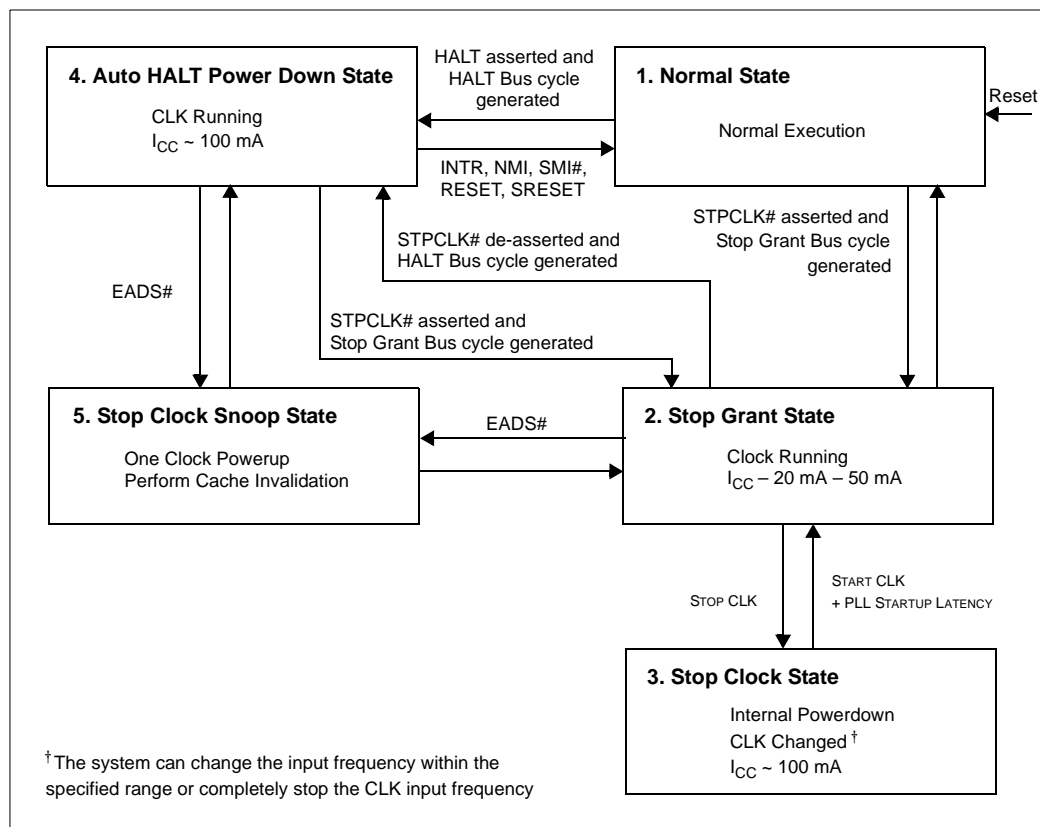 4. Auto HALT Power Down State
CLK Running
ICC ~ 100 mA
HALT asserted and
HALT Bus cycle
generated
INTR, NMI, SMI#,
RESET, SRESET
1. Normal State
Normal Execution
Reset
STPCLK# de-asserted and
HALT Bus cycle generated
STPCLK# asserted and
Stop Grant Bus cycle
generated
EADS#
STPCLK# asserted and
Stop Grant Bus cycle generated
5. Stop Clock Snoop State
One Clock Powerup
Perform Cache Invalidation
EADS#
2. Stop Grant State
Clock Running
ICC – 20 mA – 50 mA
STOP CLK
START CLK
+ PLL STARTUP LATENCY
3. Stop Clock State
Internal Powerdown
CLK Changed †
ICC ~ 100 mA
† The system can change the input frequency within the
specified range or completely stop the CLK input frequency